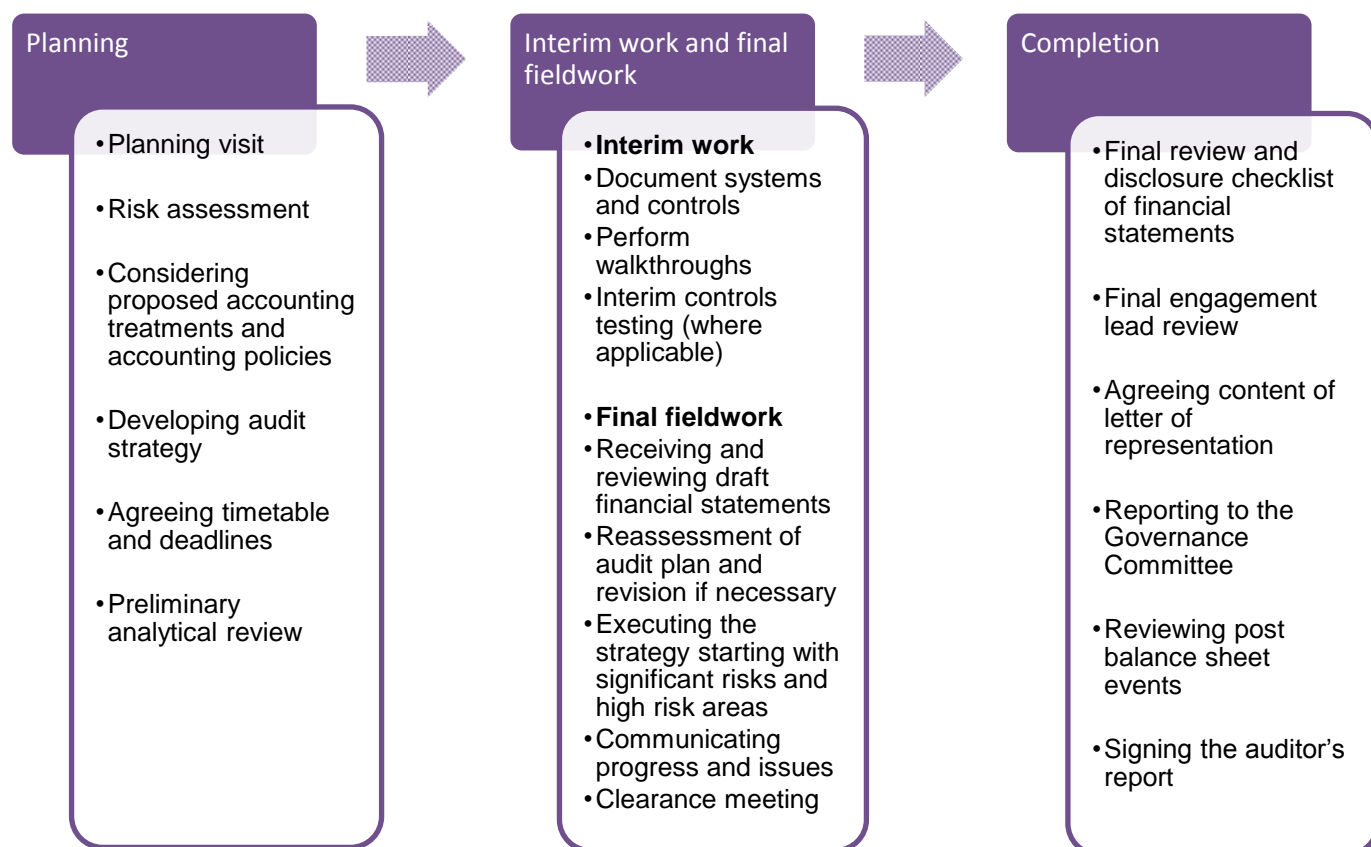 Planning
•Planning visit
•Risk assessment
•Considering
proposed accounting
treatments and
accounting policies
•Developing audit
strategy
•Agreeing timetable
and deadlines
•Preliminary
analytical review
Interim work and final
fieldwork
•Interim work
•Document systems
and controls
•Perform
walkthroughs
•Interim controls
testing (where
applicable)
•Final fieldwork
•Receiving and
reviewing draft
financial statements
•Reassessment of
audit plan and
revision if necessary
•Executing the
strategy starting with
significant risks and
high risk areas
•Communicating
progress and issues
•Clearance meeting
Completion
•Final review and
disclosure checklist
of financial
statements
•Final engagement
lead review
•Agreeing content of
letter of
representation
•Reporting to the
Governance
Committee
•Reviewing post
balance sheet
events
•Signing the auditor’s
report